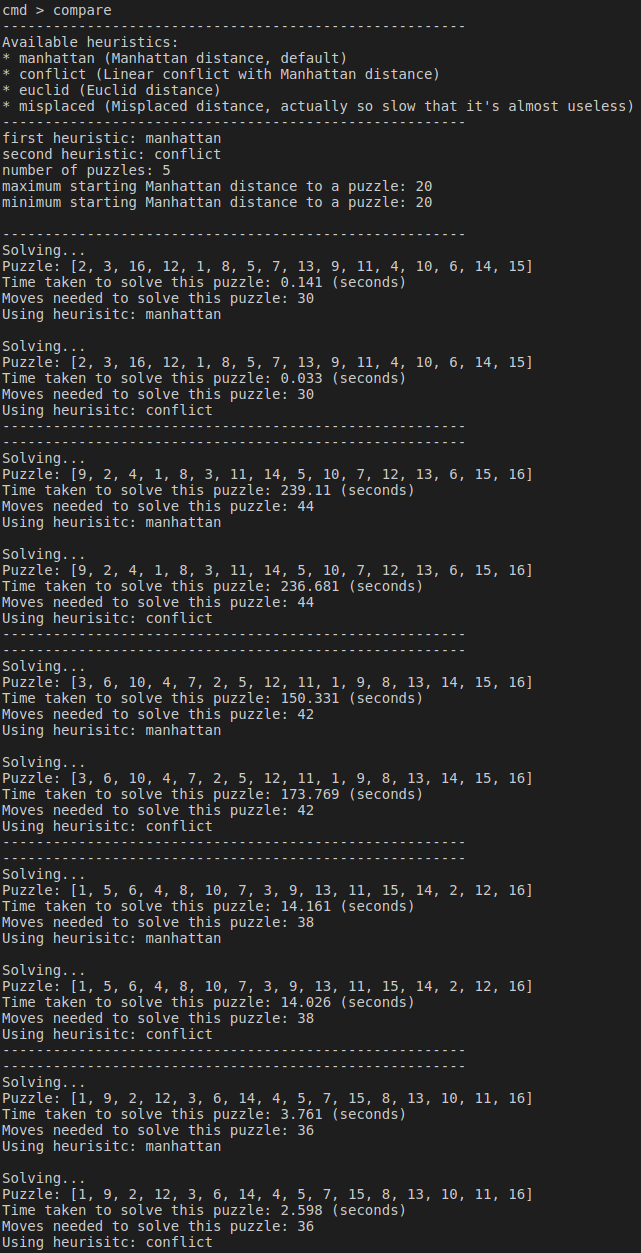 cmd > compare
-------------------------------------------------------
Available heuristics:
* manhattan (Manhattan distance, default)
* conflict (Linear conflict with Manhattan distance)
* euclid (Euclid distance)
* misplaced (Misplaced distance, actually so slow that it's almost useless)
-------------------------------------------------------
first heuristic: manhattan
second heuristic: conflict
number of puzzles: 5
maximum starting Manhattan distance to a puzzle: 20
minimum starting Manhattan distance to a puzzle: 20
-------------------------------------------------------
Solving...
Puzzle: [2, 3, 16, 12, 1, 8, 5, 7, 13, 9, 11, 4, 10, 6, 14, 15]
Time taken to solve this puzzle: 0.141 (seconds)
Moves needed to solve this puzzle: 30
Using heurisitc: manhattan
Solving...
Puzzle: [2, 3, 16, 12, 1, 8, 5, 7, 13, 9, 11, 4, 10, 6, 14, 15]
Time taken to solve this puzzle: 0.033 (seconds)
Moves needed to solve this puzzle: 30
Using heurisitc: conflict
-------------------------------------------------------
-------------------------------------------------------
Solving...
Puzzle: [9, 2, 4, 1, 8, 3, 11, 14, 5, 10, 7, 12, 13, 6, 15, 16]
Time taken to solve this puzzle: 239.11 (seconds)
Moves needed to solve this puzzle: 44
Using heurisitc: manhattan
Solving...
Puzzle: [9, 2, 4, 1, 8, 3, 11, 14, 5, 10, 7, 12, 13, 6, 15, 16]
Time taken to solve this puzzle: 236.681 (seconds)
Moves needed to solve this puzzle: 44
Using heurisitc: conflict
-------------------------------------------------------
-------------------------------------------------------
Solving...
Puzzle: [3, 6, 10, 4, 7, 2, 5, 12, 11, 1, 9, 8, 13, 14, 15, 16]
Time taken to solve this puzzle: 150.331 (seconds)
Moves needed to solve this puzzle: 42
Using heurisitc: manhattan
Solving...
Puzzle: [3, 6, 10, 4, 7, 2, 5, 12, 11, 1, 9, 8, 13, 14, 15, 16]
Time taken to solve this puzzle: 173.769 (seconds)
Moves needed to solve this puzzle: 42
Using heurisitc: conflict
-------------------------------------------------------
-------------------------------------------------------
Solving...
Puzzle: [1, 5, 6, 4, 8, 10, 7, 3, 9, 13, 11, 15, 14, 2, 12, 16]
Time taken to solve this puzzle: 14.161 (seconds)
Moves needed to solve this puzzle: 38
Using heurisitc: manhattan
Solving...
Puzzle: [1, 5, 6, 4, 8, 10, 7, 3, 9, 13, 11, 15, 14, 2, 12, 16]
Time taken to solve this puzzle: 14.026 (seconds)
Moves needed to solve this puzzle: 38
Using heurisitc: conflict
-------------------------------------------------------
-------------------------------------------------------
Solving...
Puzzle: [1, 9, 2, 12, 3, 6, 14, 4, 5, 7, 15, 8, 13, 10, 11, 16]
Time taken to solve this puzzle: 3.761 (seconds)
Moves needed to solve this puzzle: 36
Using heurisitc: manhattan
Solving...
Puzzle: [1, 9, 2, 12, 3, 6, 14, 4, 5, 7, 15, 8, 13, 10, 11, 16]
Time taken to solve this puzzle: 2.598 (seconds)
Moves needed to solve this puzzle: 36
Using heurisitc: conflict